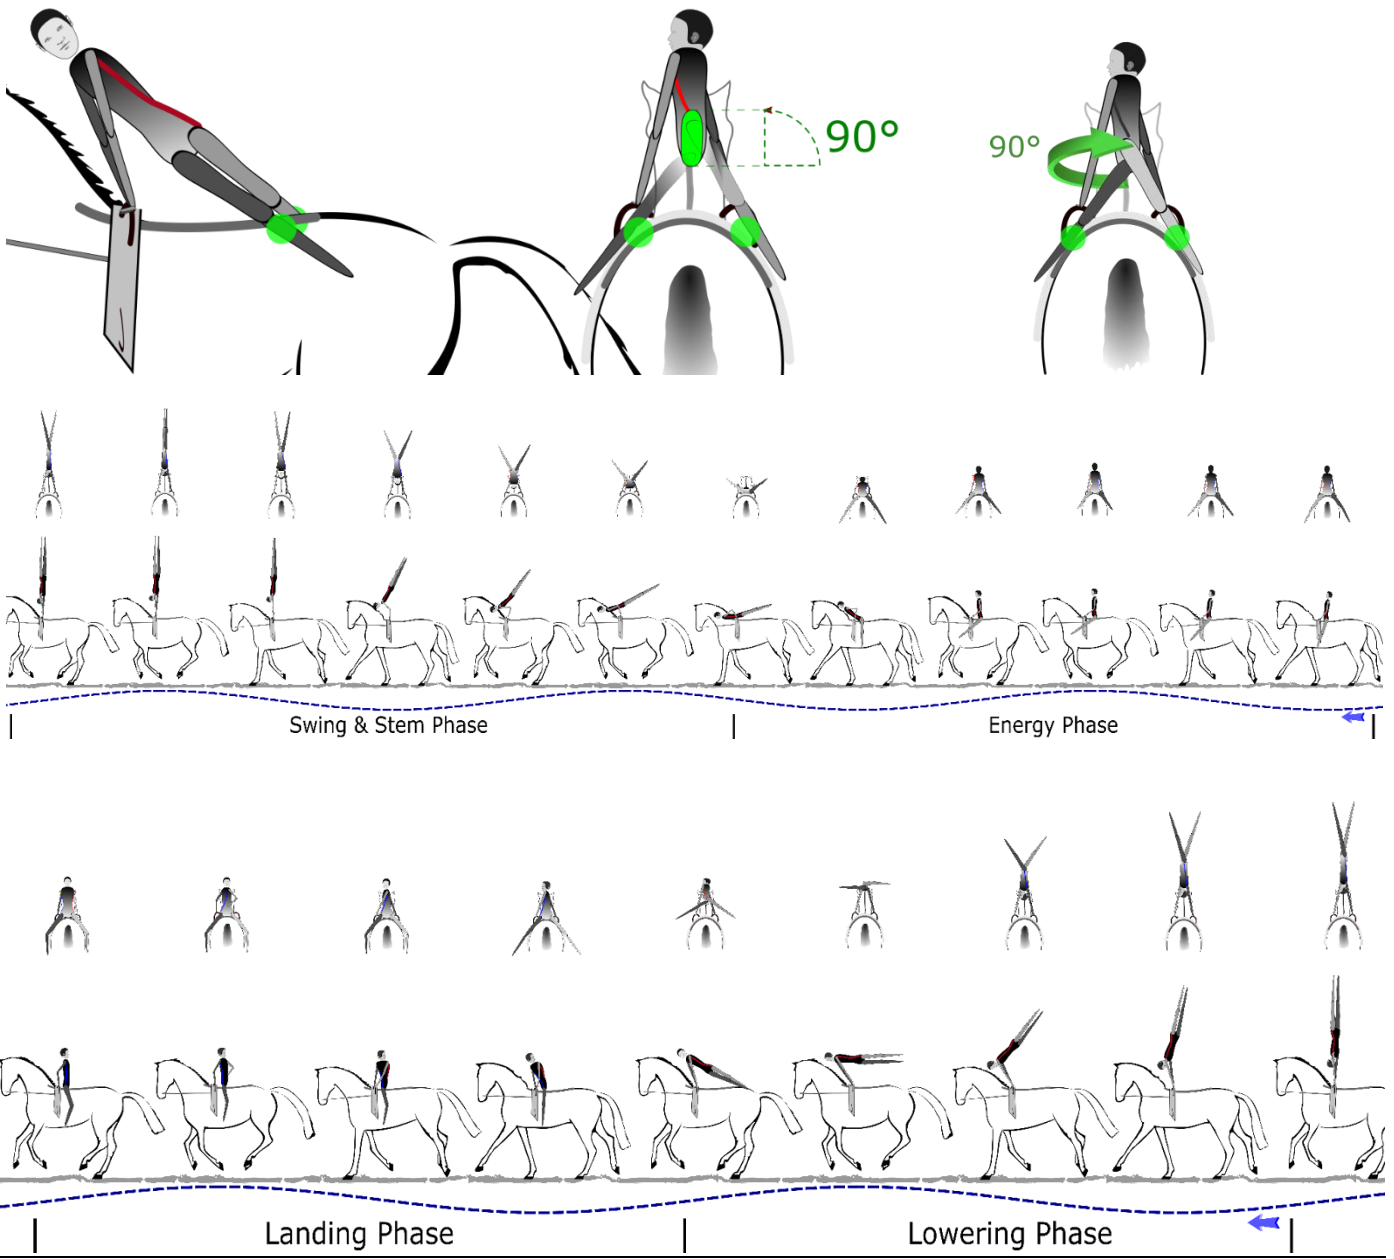 90°
90°
Swing & Stem Phase
Energy Phase
Landing Phase
Lowering Phase